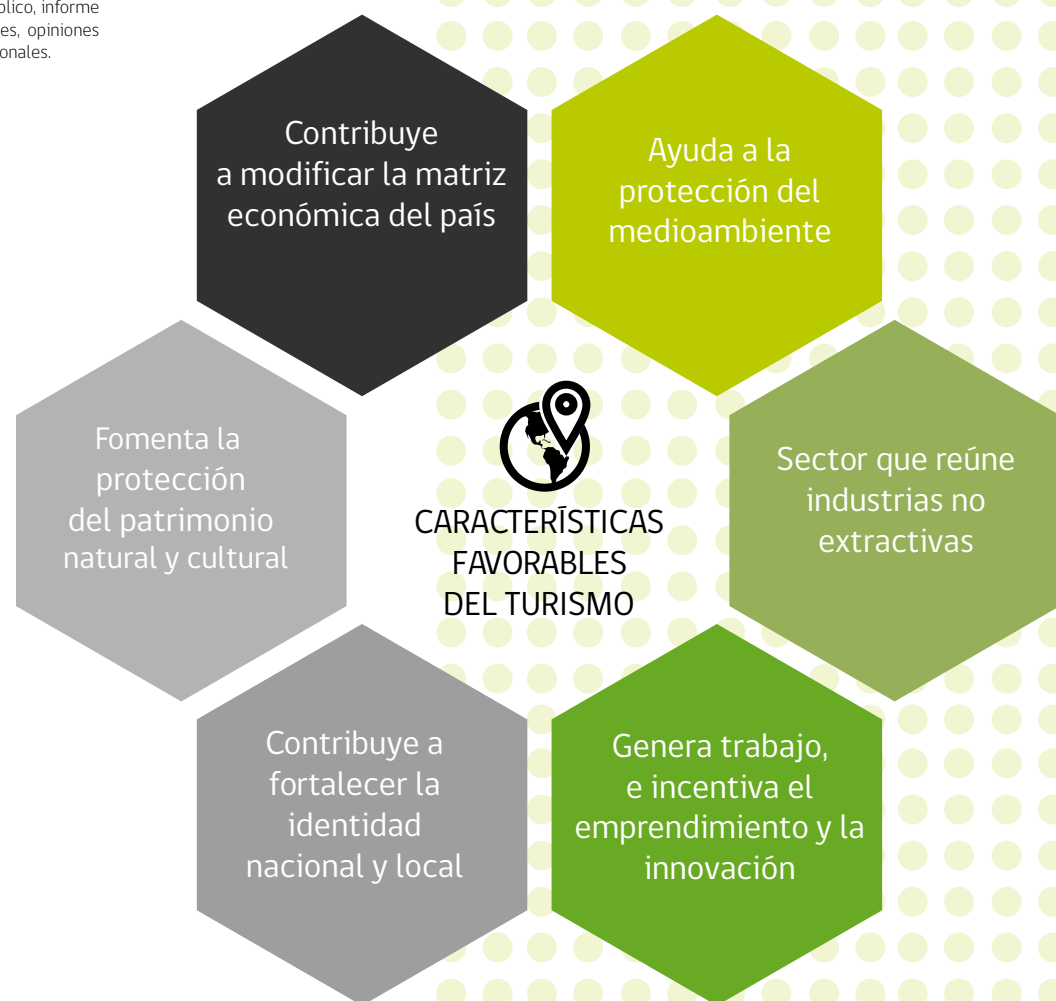 informe
es, opiniones
onales.
Contribuye
a modificar la matriz
económica del país
Ayuda a la
protección del
medioambiente
Fomenta la
protección
del patrimonio
natural y cultural
CARACTERÍSTICAS
FAVORABLES
DEL TURISMO
Sector que reúne
industrias no
extractivas
Contribuye a
fortalecer la
identidad
nacional y local
Genera trabajo,
e incentiva el
emprendimiento y la
innovación